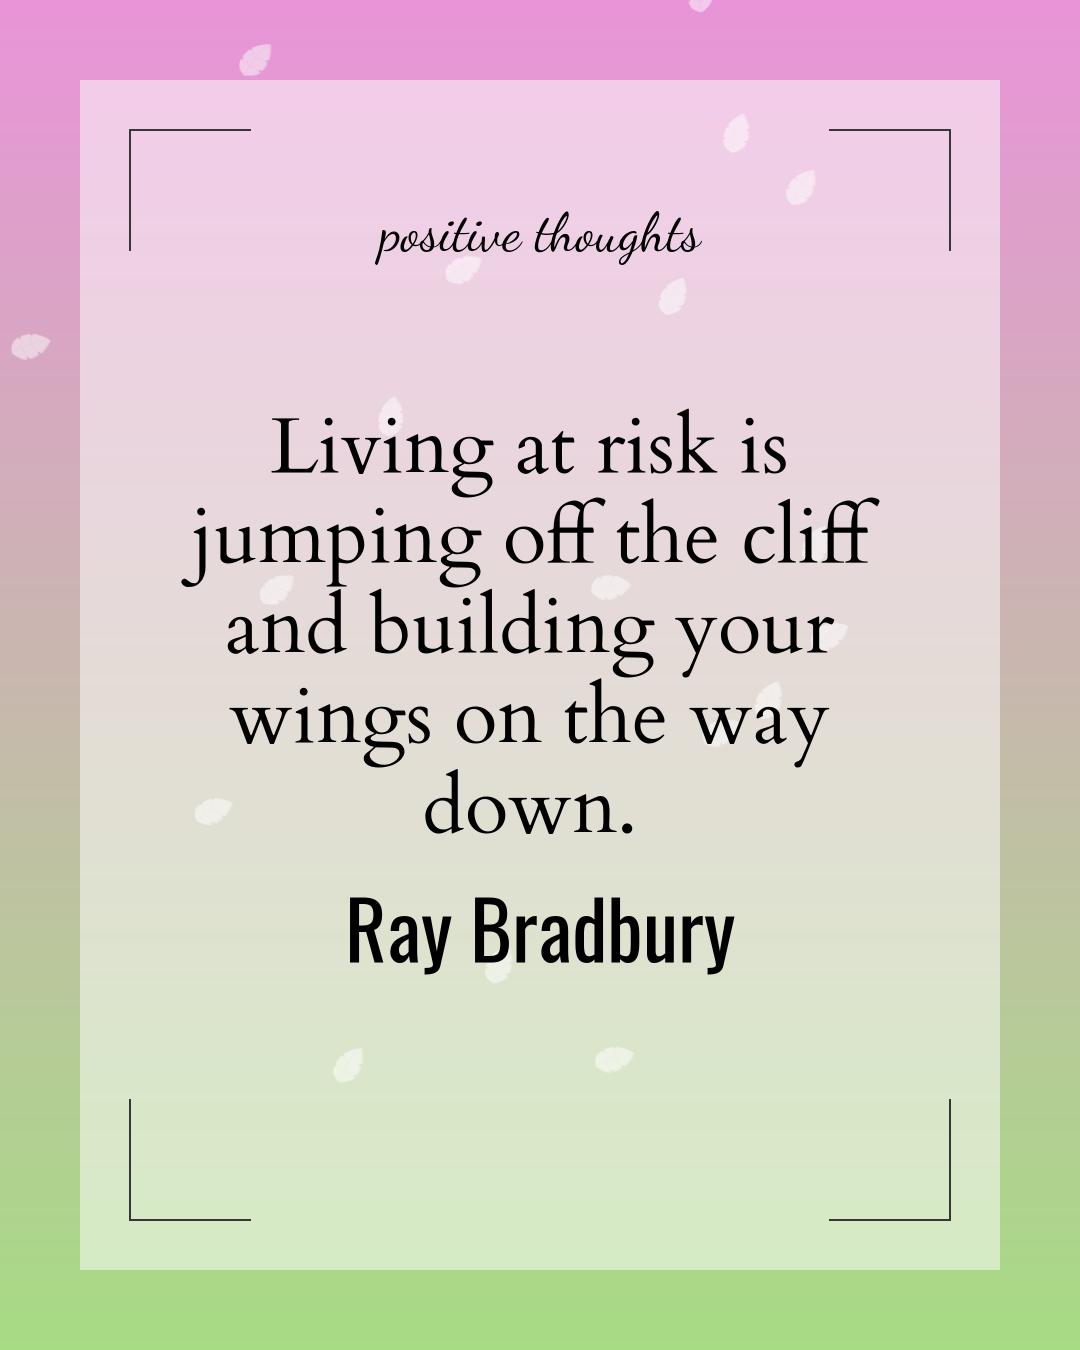 positive thoughts
Living at risk is
jumping off the cliff
and building your
wings on the way
down.
Ray Bradbury